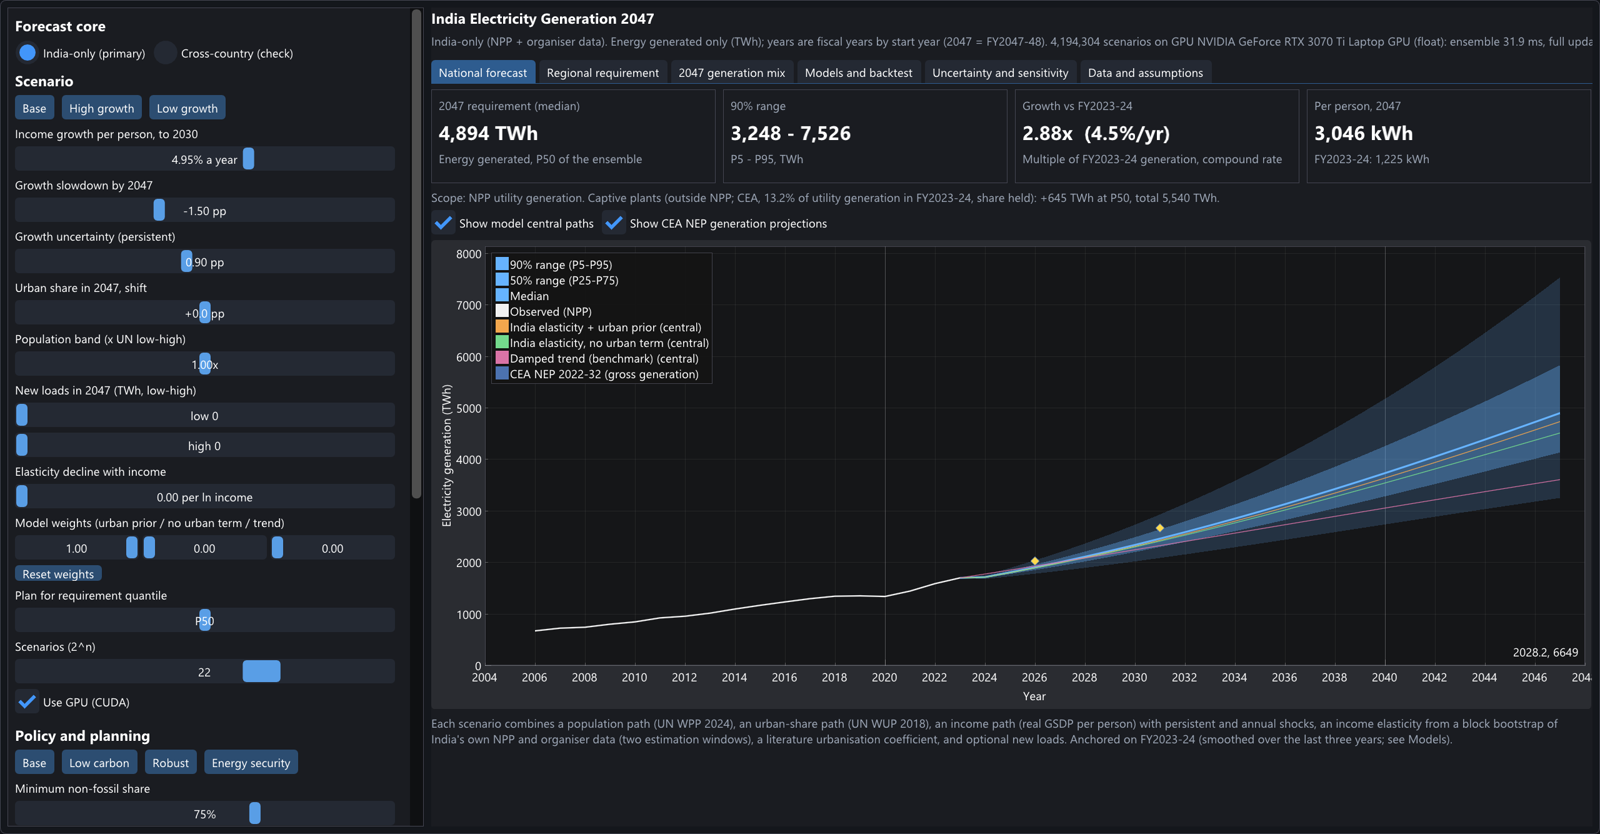 Forecast core
India-only (primary)
Cross-country (check)
Scenario
Base
High growth
Low growth
Income growth per person, to 2030
4.95% a year
Growth slowdown by 2047
-1.50 pp
Growth uncertainty (persistent)
0.90 pp
Urban share in 2047, shift
+0.0 pp
Population band (x UN low-high)
1.00x
New loads in 2047 (TWh, low-high)
low 0
high 0
Elasticity decline with income
0.00 per ln income
Model weights (urban prior / no urban term / trend)
1.00
0.00
0.00
Reset weights
Plan for requirement quantile
P50
Scenarios (2^n)
22
Use GPU (CUDA)
Policy and planning
Base
Low carbon
Robust
Energy security
Minimum non-fossil share
75%
India Electricity Generation 2047
India-only (NPP + organiser data). Energy generated only (TWh); years are fiscal years by start year (2047 = FY2047-48). 4,194,304 scenarios on GPU NVIDIA GeForce RTX 3070 Ti Laptop GPU (float): ensemble 31.9 ms, full upda
National forecast
Regional requirement
2047 generation mix
Models and backtest
Uncertainty and sensitivity
Data and assumptions
2047 requirement (median)
4,894 TWh
Energy generated, P50 of the ensemble
90% range
3,248 - 7,526
P5 - P95, TWh
Growth vs FY2023-24
2.88x (4.5%/yr)
Multiple of FY2023-24 generation, compound rate
Per person, 2047
3,046 kWh
FY2023-24: 1,225 kWh
Scope: NPP utility generation. Captive plants (outside NPP; CEA, 13.2% of utility generation in FY2023-24, share held): +645 TWh at P50, total 5,540 TWh.
Show model central paths
Show CEA NEP generation projections
90% range (P5-P95)
50% range (P25-P75)
Median
Observed (NPP)
India elasticity + urban prior (central)
India elasticity, no urban term (central)
Damped trend (benchmark) (central)
CEA NEP 2022-32 (gross generation)
Electricity generation (TWh)
8000
7000
6000
5000
4000
3000
2000
1000
0
2028.2, 6649
2004 2006 2008 2010 2012 2014 2016 2018 2020 2022 2024 2026 2028 2030 2032 2034 2036 2038 2040 2042 2044 2046 204
Year
Each scenario combines a population path (UN WPP 2024), an urban-share path (UN WUP 2018), an income path (real GSDP per person) with persistent and annual shocks, an income elasticity from a block bootstrap of
India's own NPP and organiser data (two estimation windows), a literature urbanisation coefficient, and optional new loads. Anchored on FY2023-24 (smoothed over the last three years; see Models).